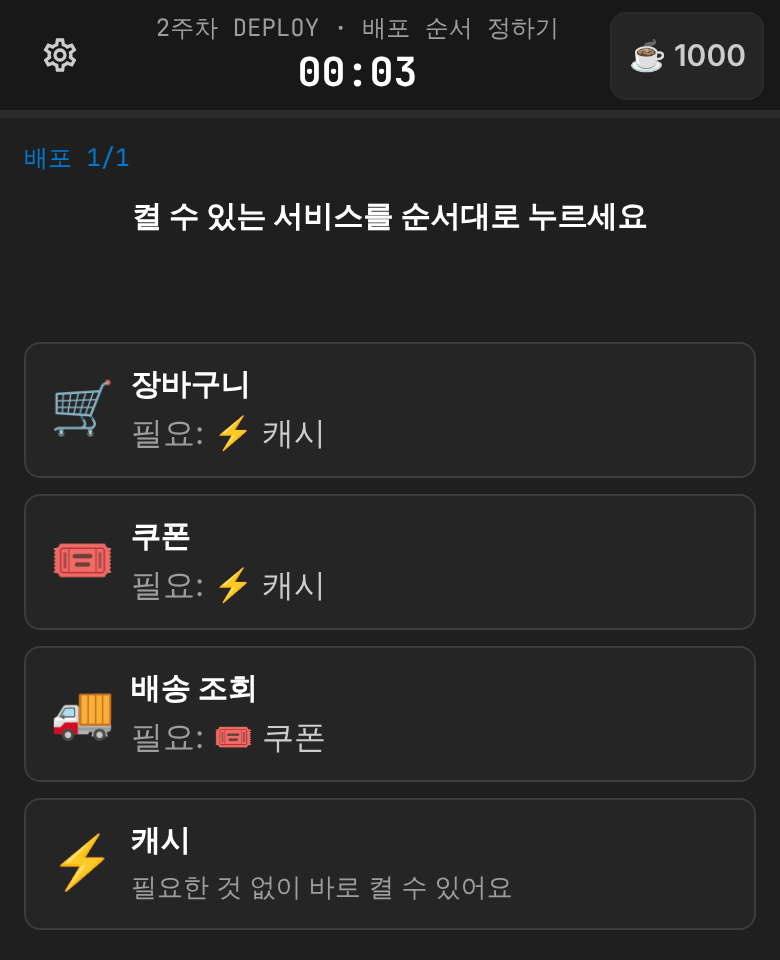 2주차 DEPLOY · 배포 순서 정하기
00:03
1000
배포 1/1
켤 수 있는 서비스를 순서대로 누르세요
장바구니
필요: ⚡ 캐시
쿠폰
필요: ⚡ 캐시
배송 조회
필요: 🎟️ 쿠폰
캐시
필요한 것 없이 바로 켤 수 있어요